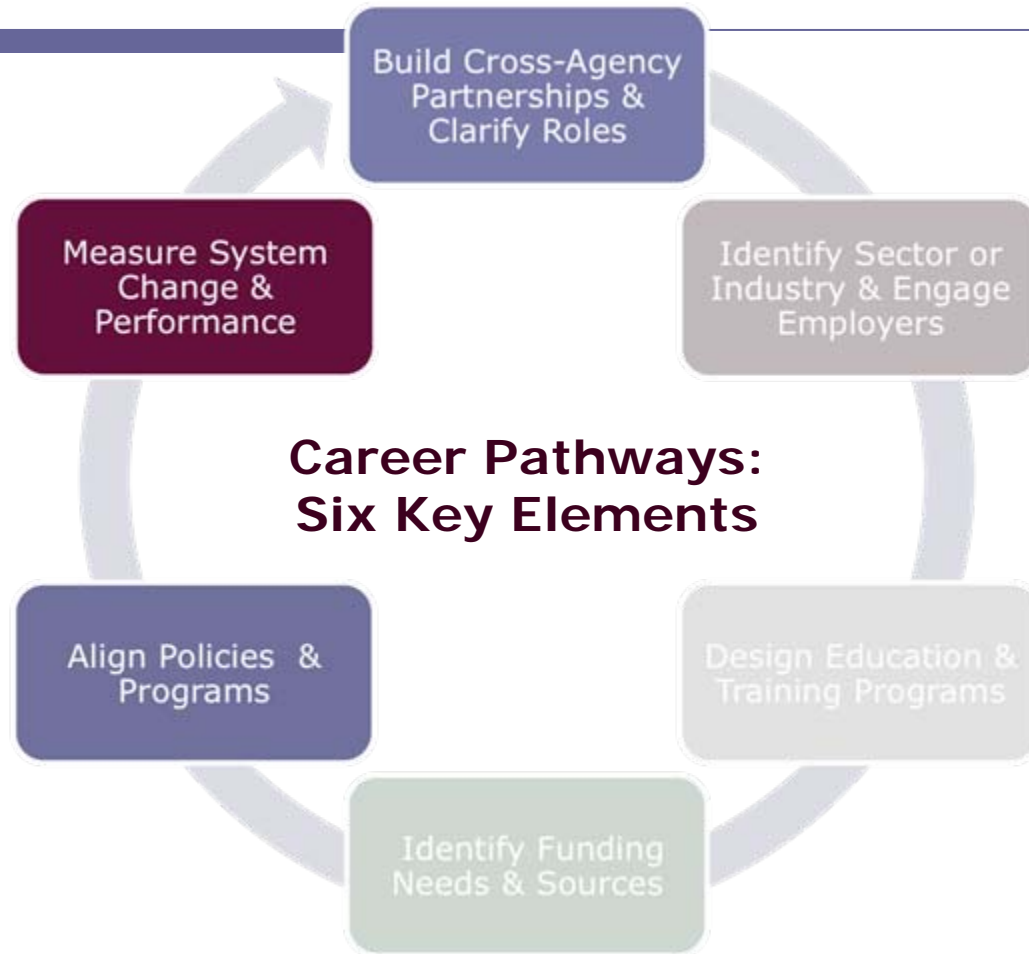 Build Cross-Agency
Partnerships &
Clarify Roles
Identify Sector or
Industry & Engage
Employers
Design Education &
Training Programs
Identify Funding
Needs & Sources
Align Policies &
Programs
Measure System
Change &
Performance
Career Pathways:
Six Key Elements